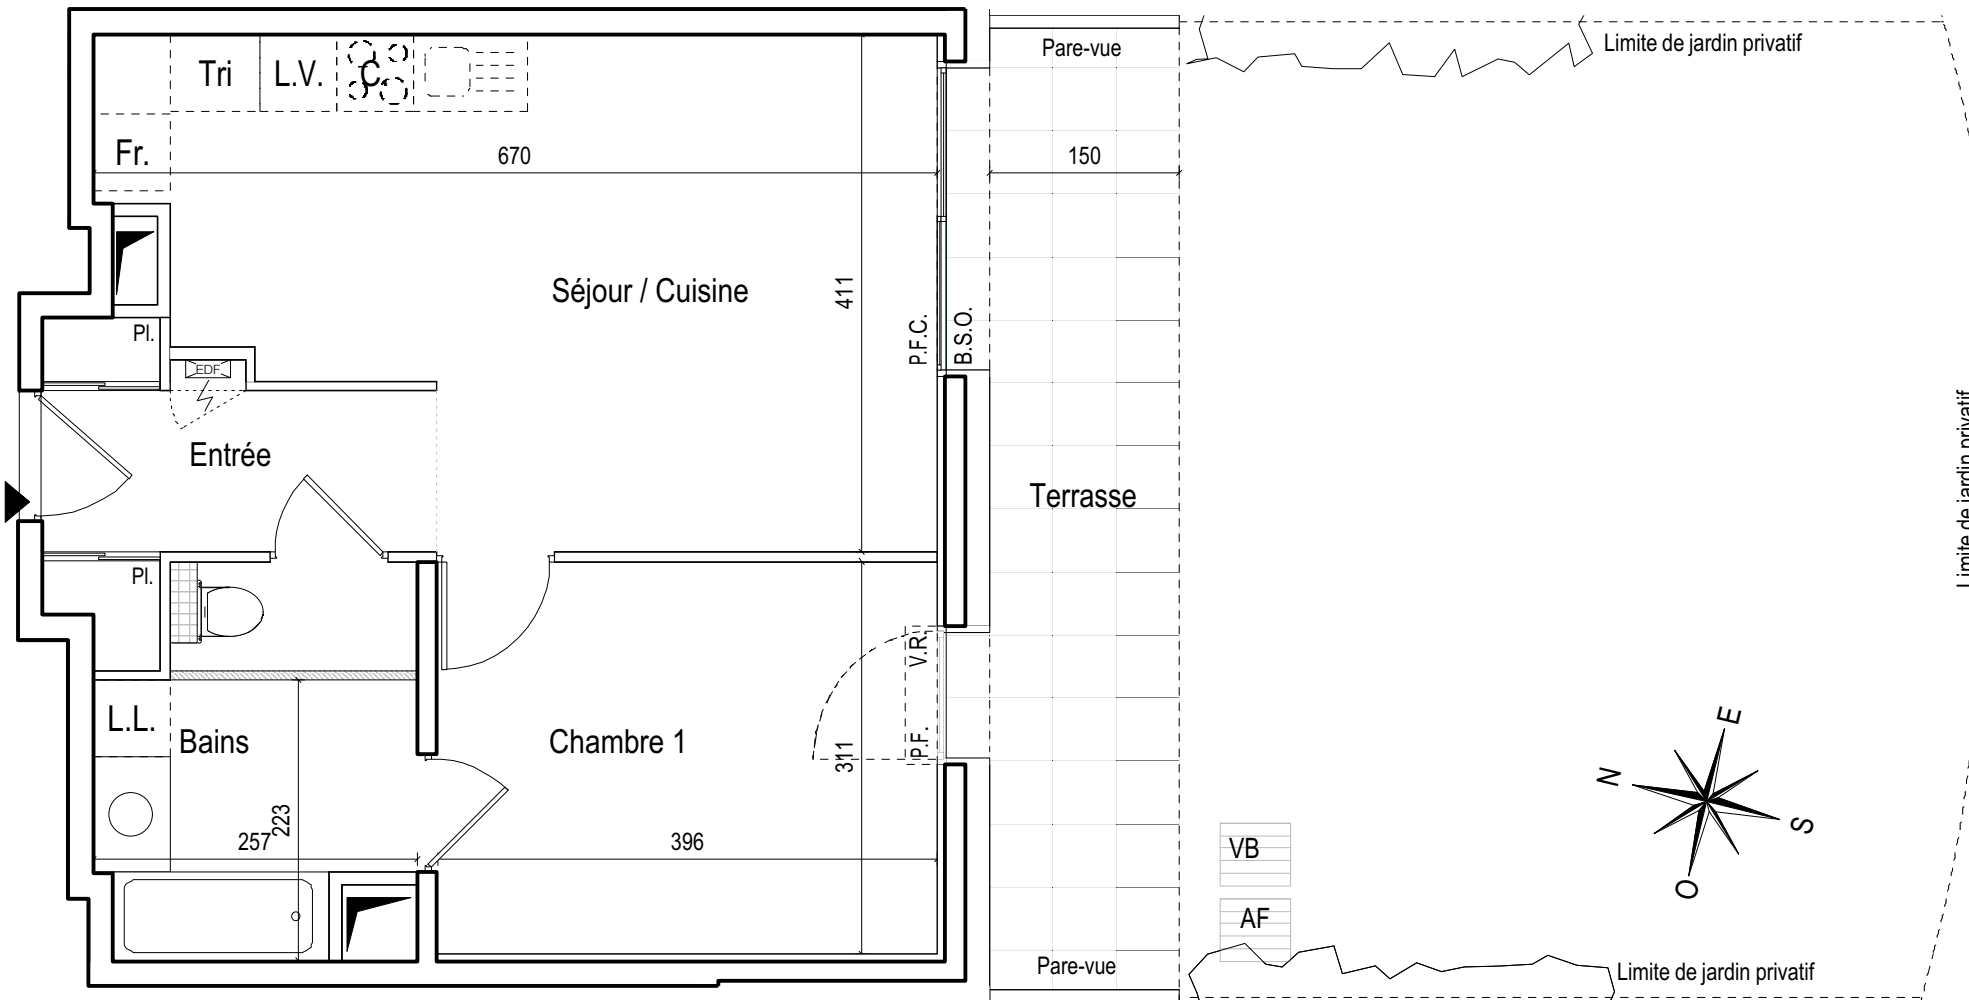 Pare-vue
Limite de jardin privatif
Tri
L.V.
C.
Fr.
670
150
Séjour / Cuisine
411
P.F.C.
B.S.O.
Pl.
EDF
Entrée
Terrasse
Limite de jardin privatif
Pl.
V.R.
P.F.
L.L.
Bains
Chambre 1
311
223
257
396
E
N
S
O
VB
AF
Pare-vue
Limite de jardin privatif